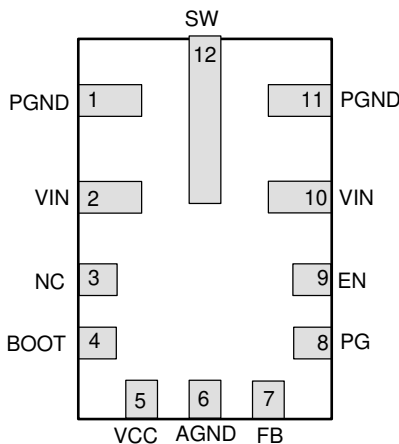 SW
12
PGND 1 11 PGND
VIN 2 10 VIN
NC 3 9 EN
BOOT 4 8 PG
5 6 7
VCC AGND FB